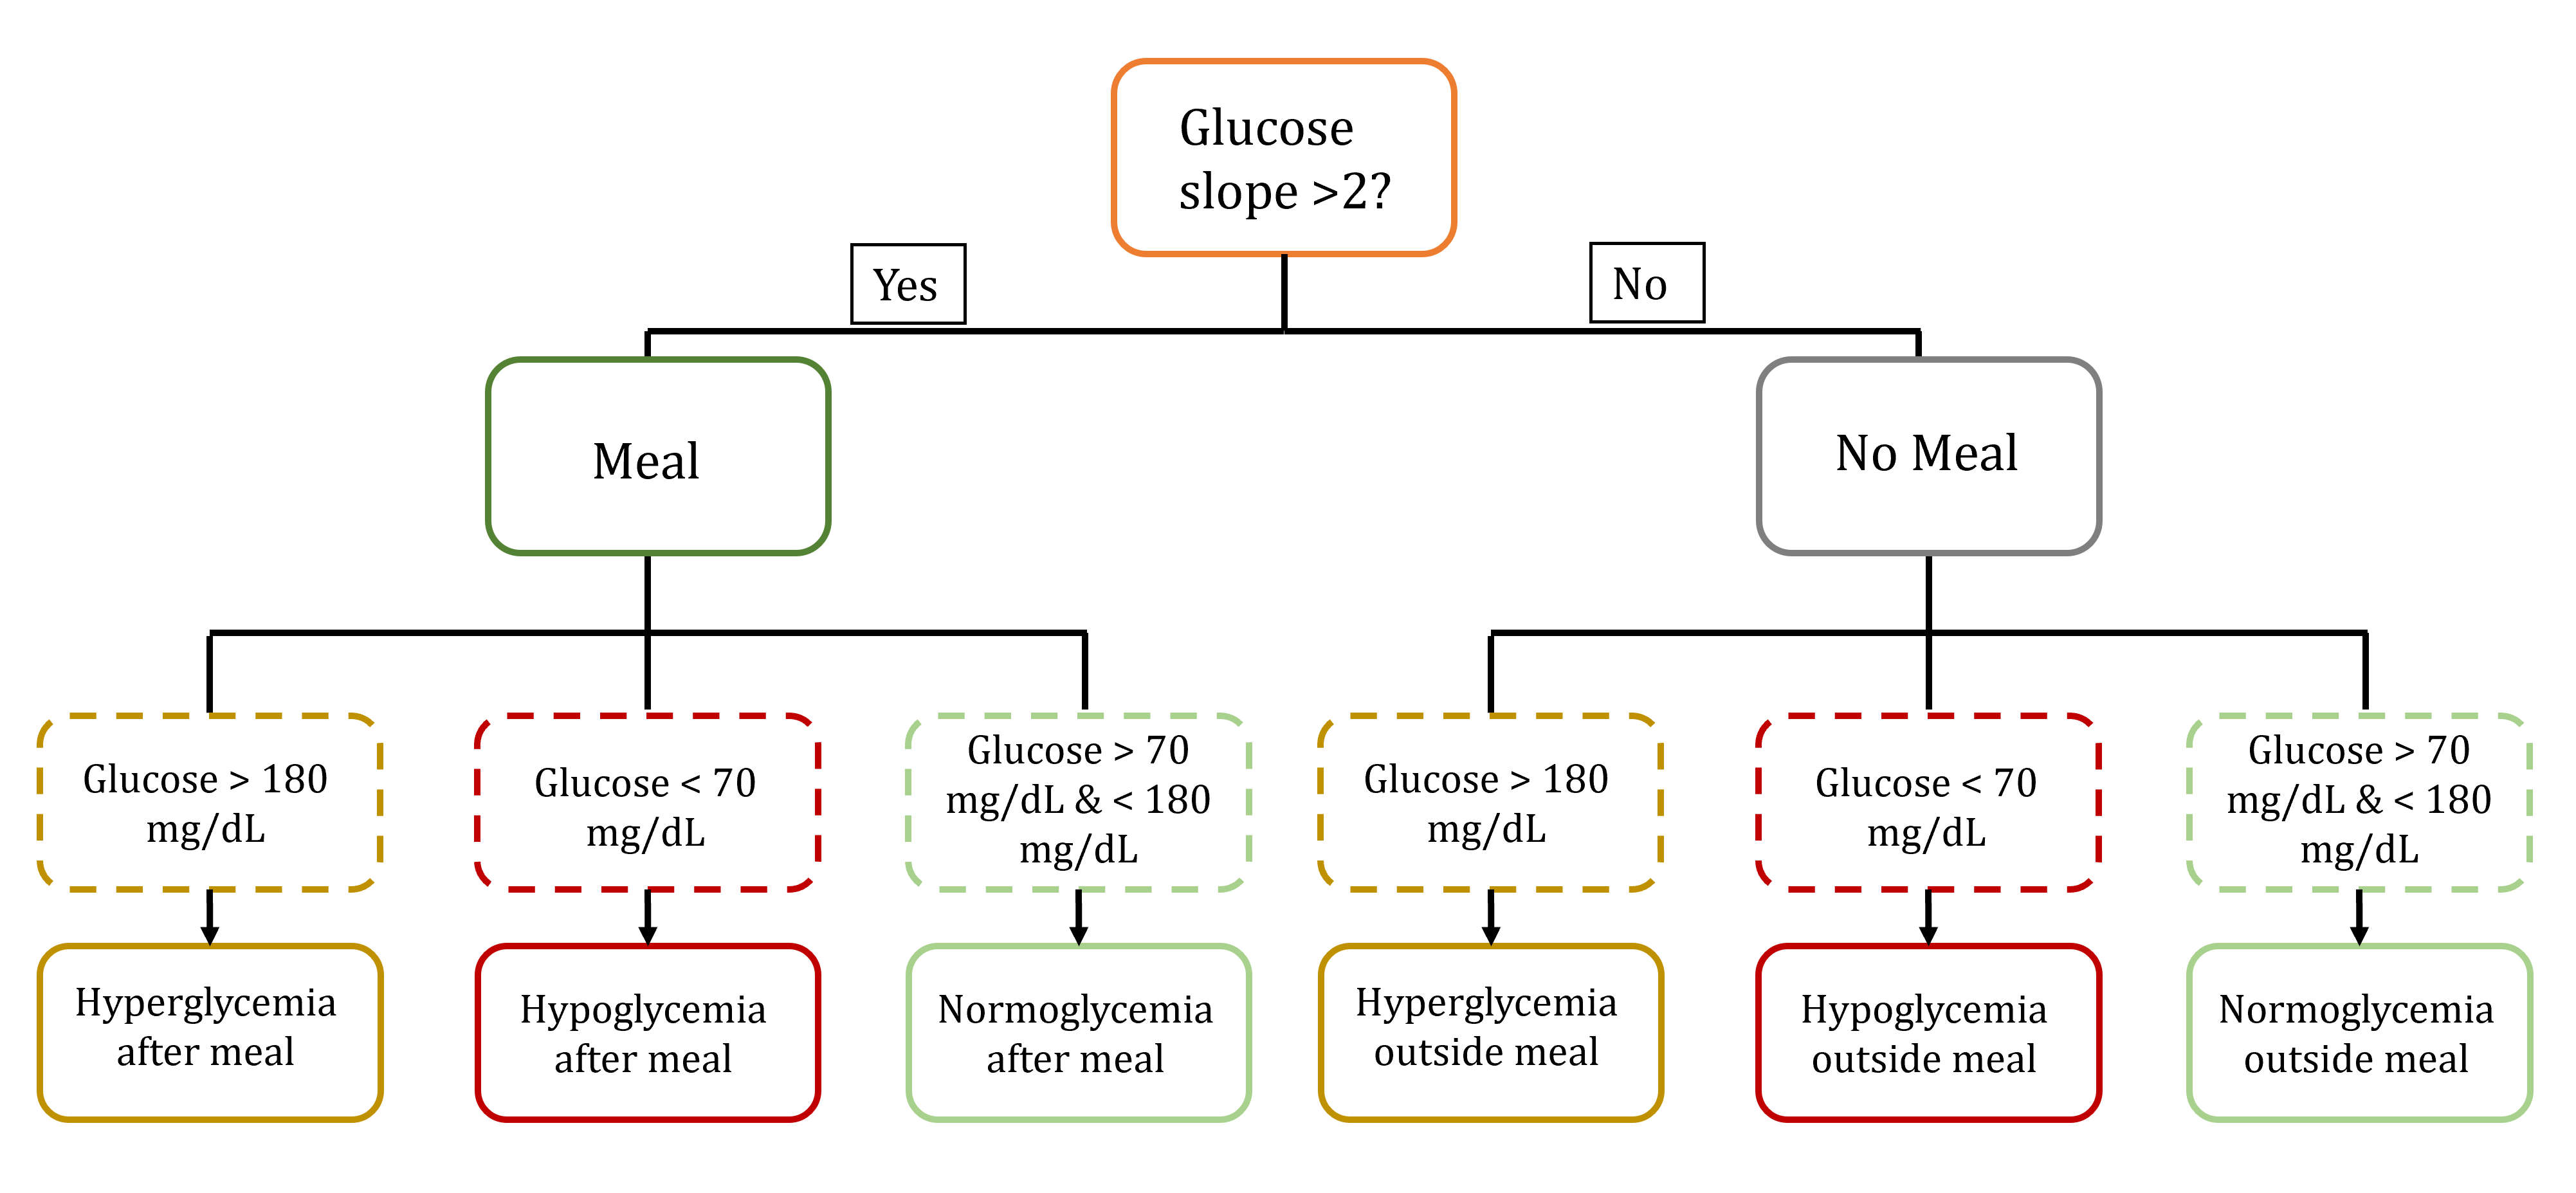 Glucose
slope >2?
Yes
No
Meal
No Meal
Glucose > 180
mg/dL
Glucose < 70
mg/dL
Glucose > 70
mg/dL & < 180
mg/dL
Glucose > 180
mg/dL
Glucose < 70
mg/dL
Glucose > 70
mg/dL & < 180
mg/dL
Hyperglycemia
after meal
Hypoglycemia
after meal
Normoglycemia
after meal
Hyperglycemia
outside meal
Hypoglycemia
outside meal
Normoglycemia
outside meal